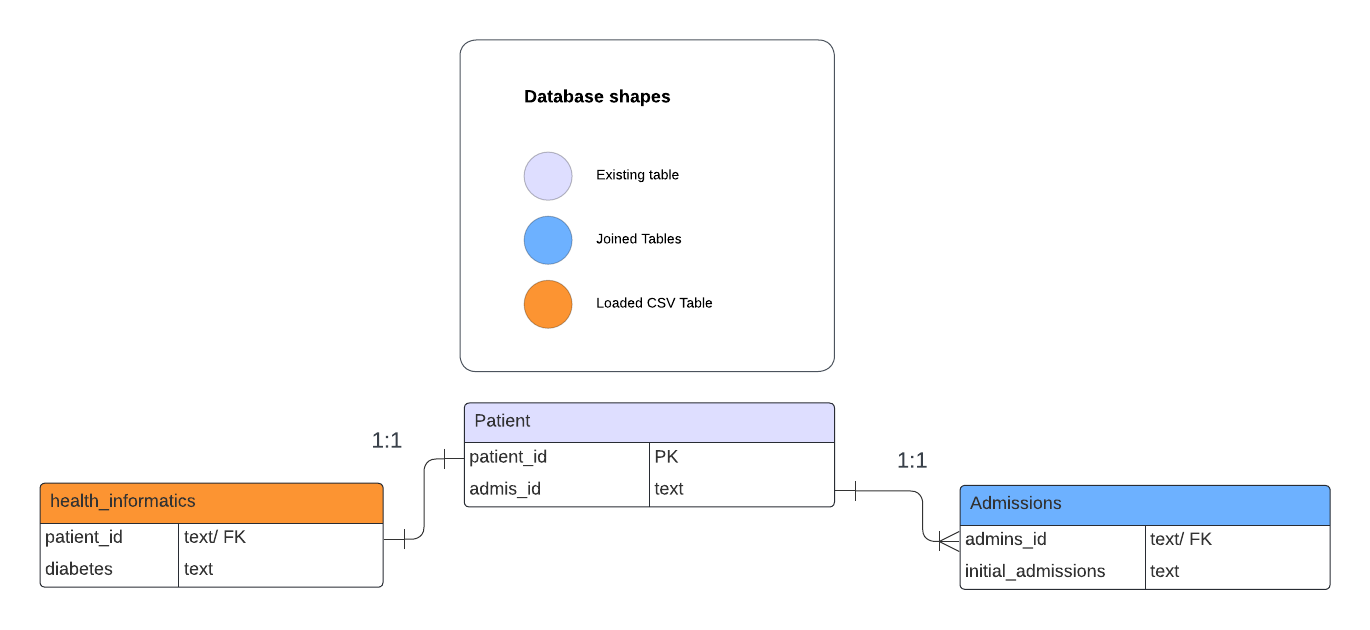 Database shapes
Existing table
Joined Tables
Loaded CSV Table
Patient
patient_id PK
admis_id text
1:1
1:1
health_informatics
patient_id text/ FK
diabetes text
Admissions
admins_id text/ FK
initial_admissions text